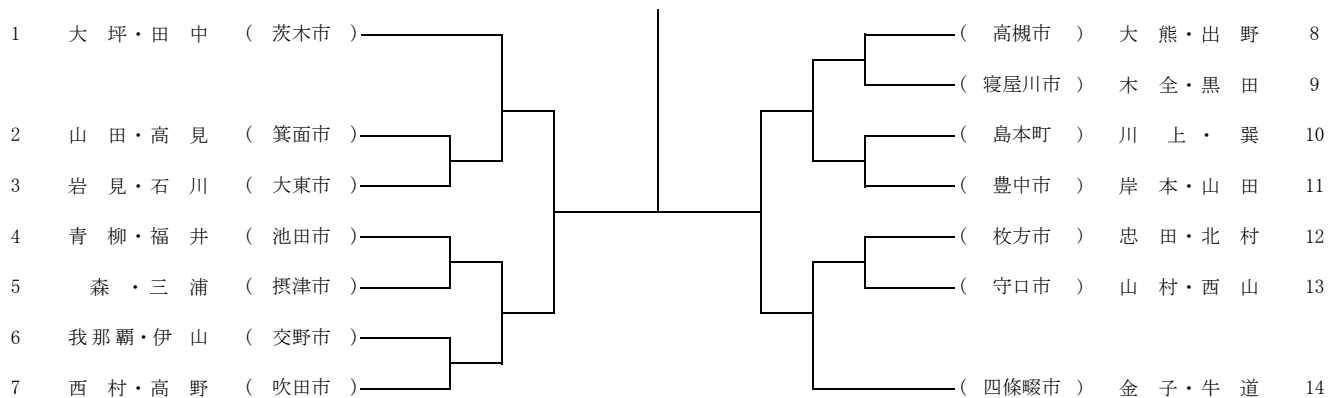 1 大坪・田中 ( 茨木市 )
2 山田・高見 ( 箕面市 )
3 岩見・石川 ( 大東市 )
4 青柳・福井 ( 池田市 )
5 森・三浦 ( 摂津市 )
6 我那覇・伊山 ( 交野市 )
7 西村・高野 ( 吹田市 )
( 高槻市 ) 大熊・出野 8
( 寝屋川市 ) 木全・黒田 9
( 島本町 ) 川上・巽 10
( 豊中市 ) 岸本・山田 11
( 枚方市 ) 忠田・北村 12
( 守口市 ) 山村・西山 13
( 四條畷市 ) 金子・牛道 14